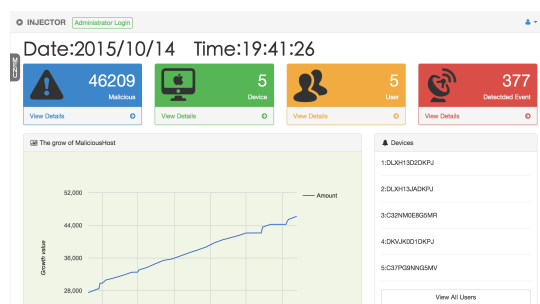 INJECTOR Administrator Login
Date:2015/10/14 Time:19:41:26
MENU
46209
Malicious
View Details
5
Device
View Details
5
User
View Details
377
Detectded Event
View Details
The grow of MaliciousHost
52,000
44,000
36,000
28,000
Growth value
Amount
Devices
1:DLXH13D2DKPJ
2:DLXH13JADKPJ
3:C32NM0E8G5MR
4:DKVJK0D1DKPJ
5:C37PG9NNG5MV
View All Users